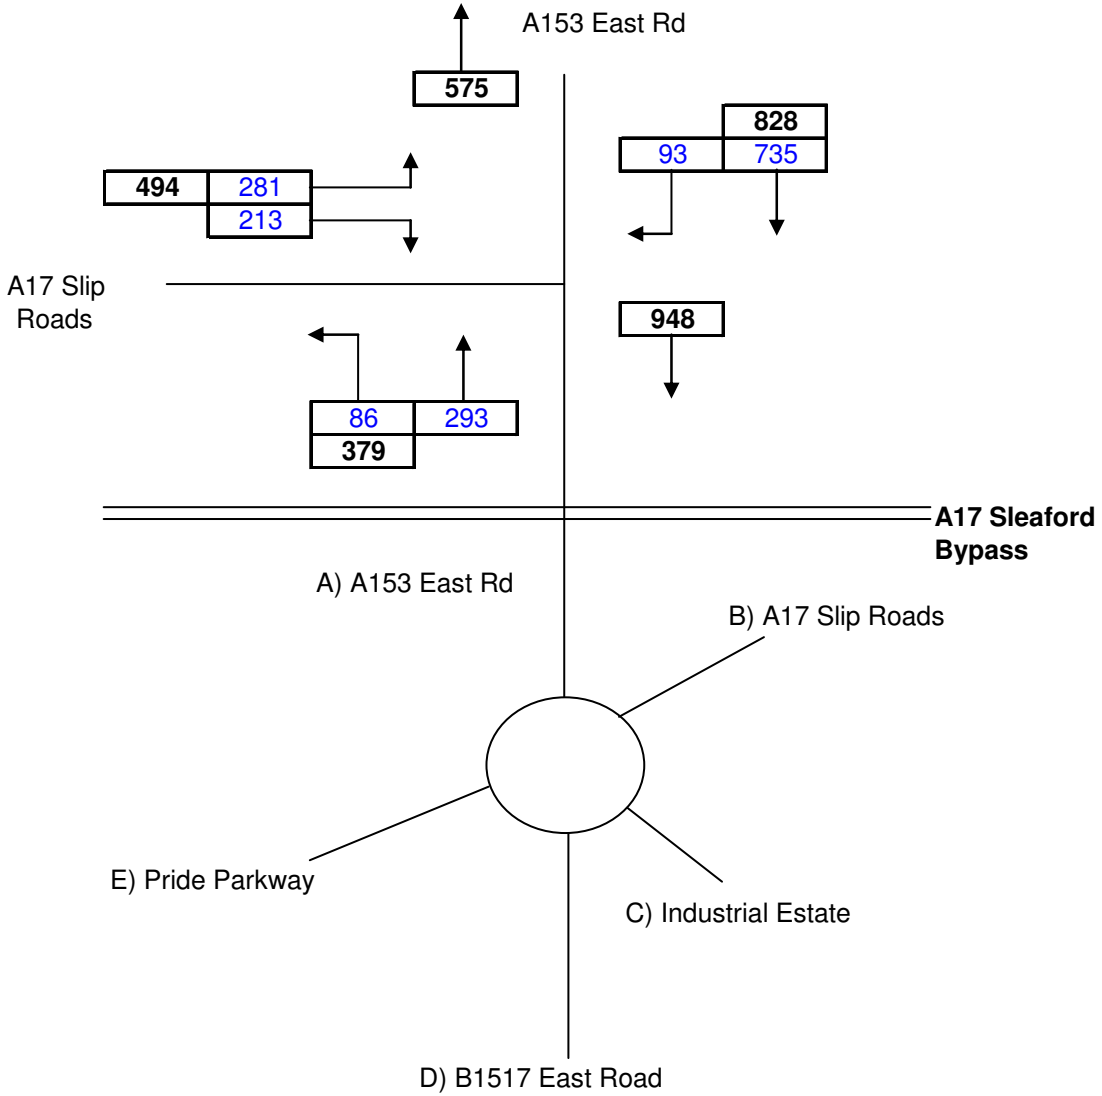 A153 East Rd
575
828
93 735
494 281
213
A17 Slip
Roads
948
86 293
379
A17 Sleaford
Bypass
A) A153 East Rd
B) A17 Slip Roads
E) Pride Parkway
C) Industrial Estate
D) B1517 East Road